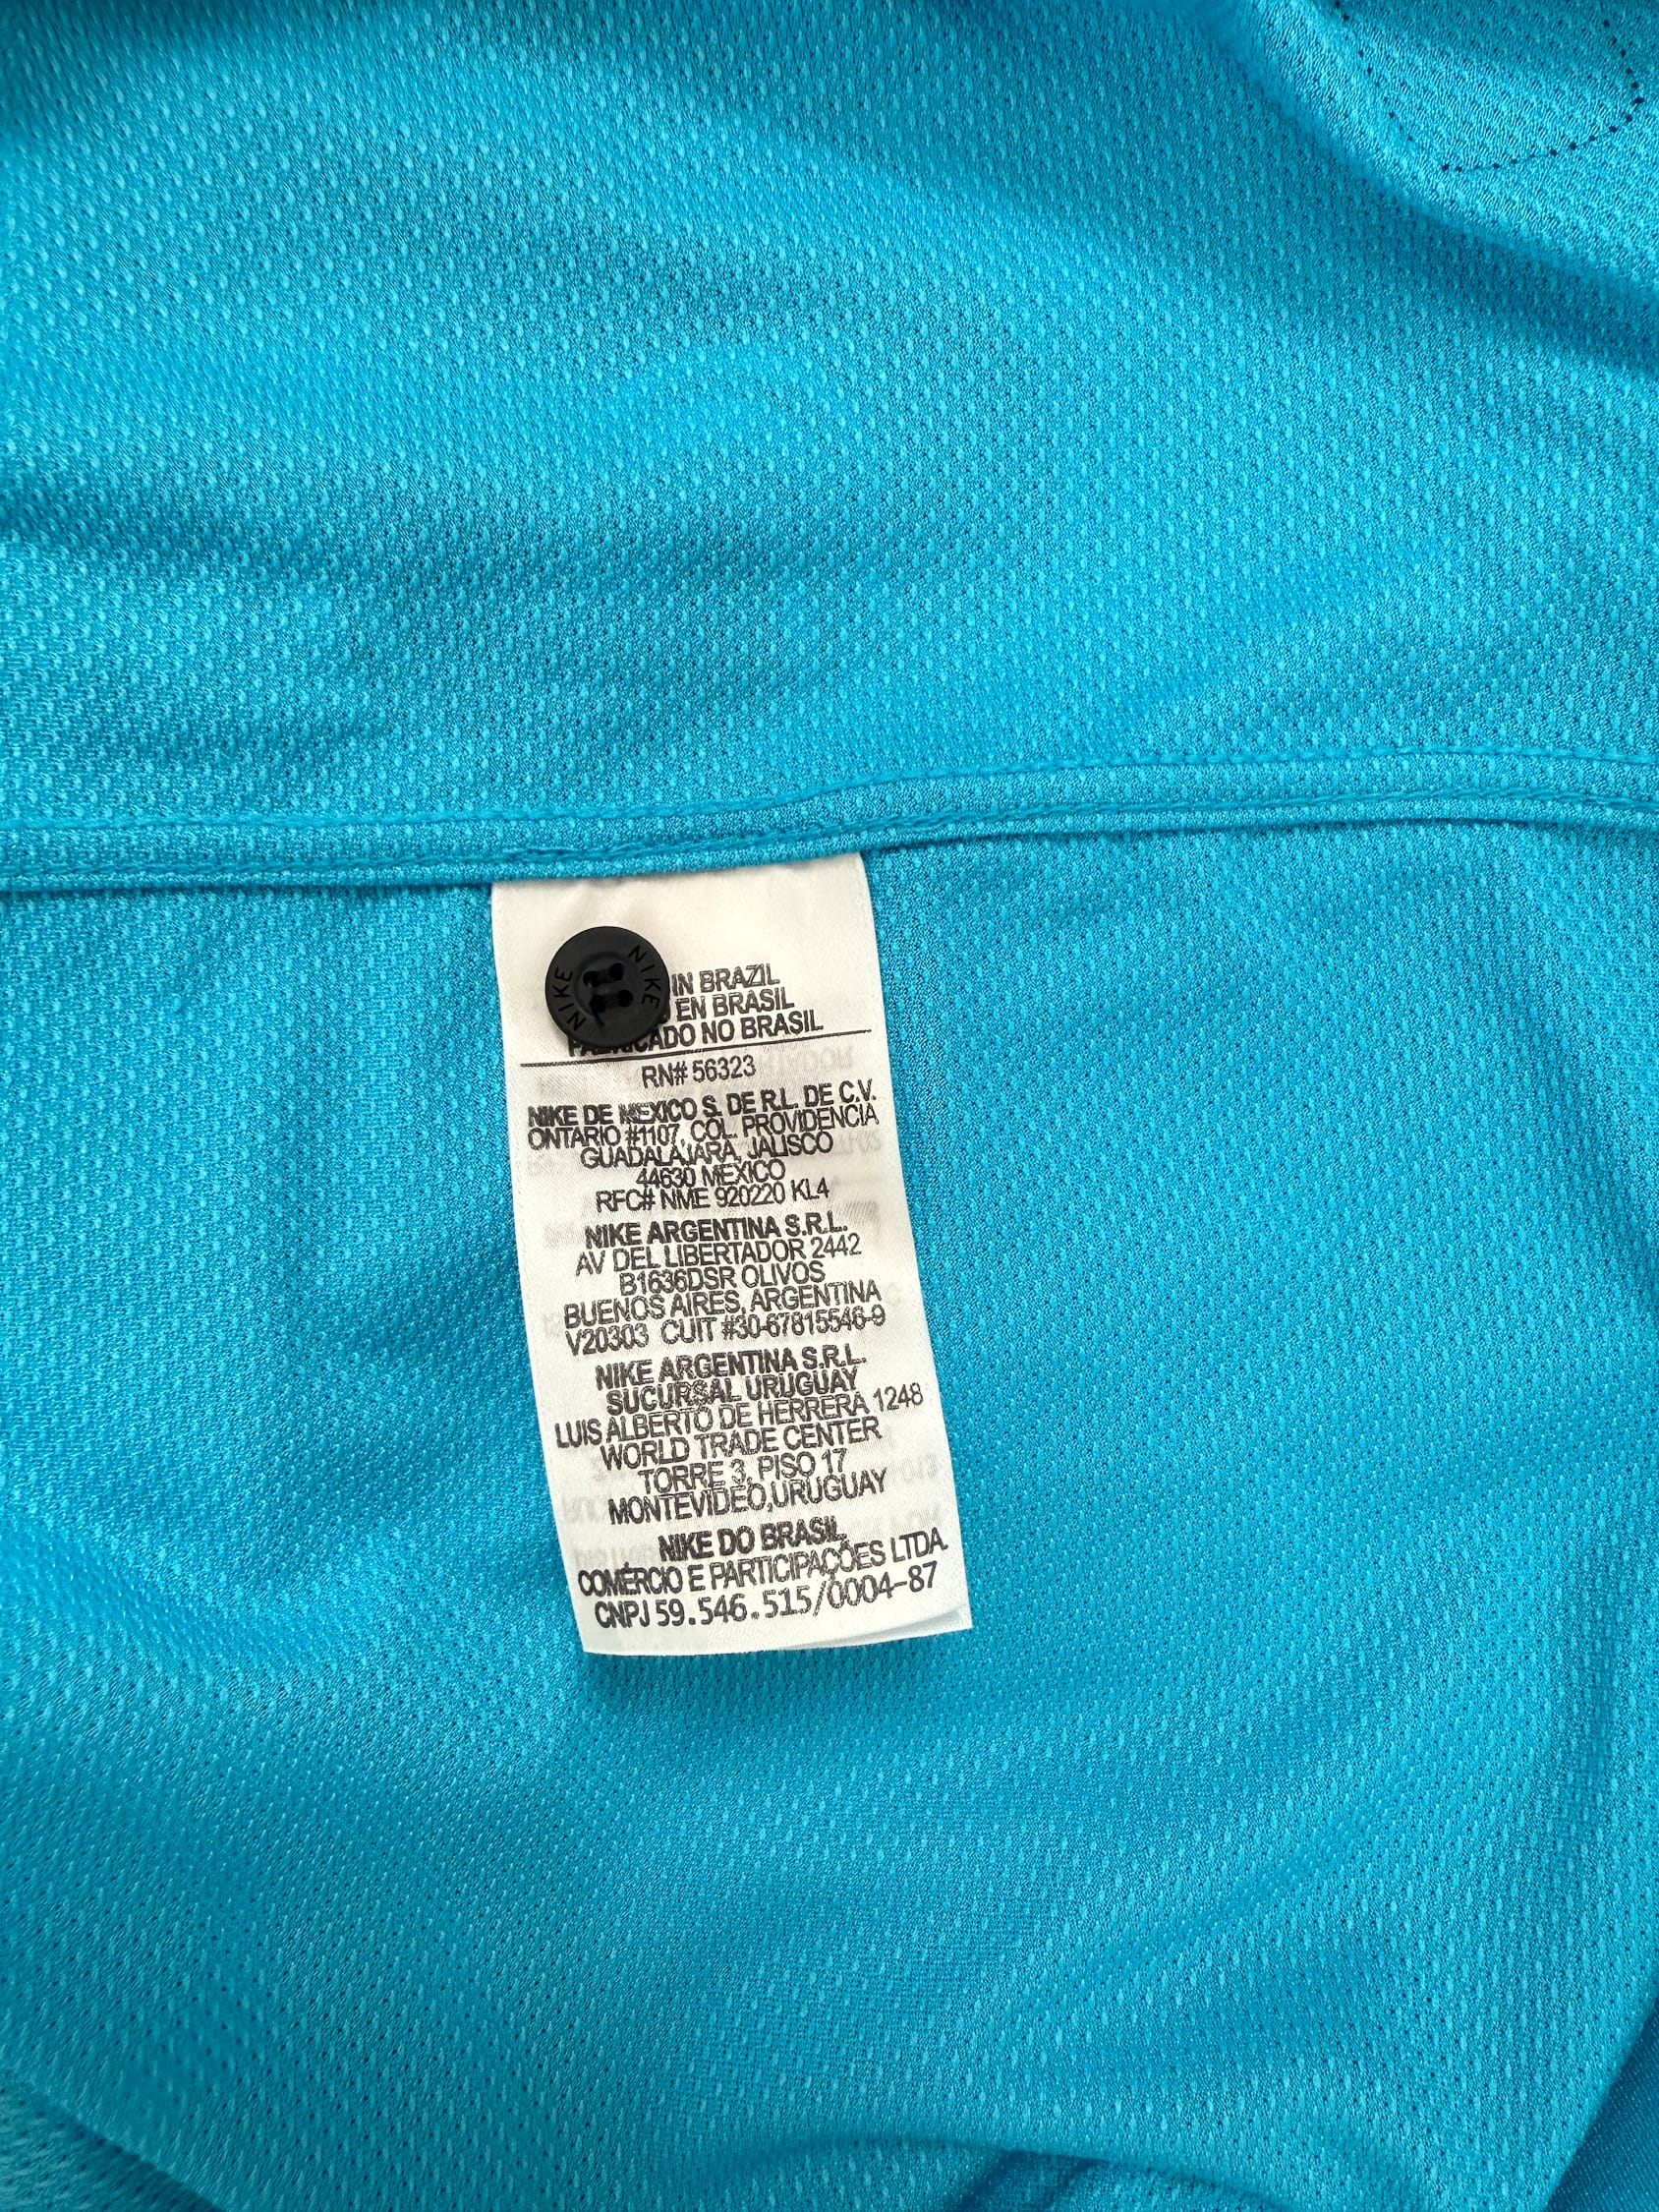 NIKE NIKE
IN BRAZIL
EN BRASIL
NO BRASIL
RN# 56323
NIKE DE MEXICO S. DE R.L. DE C.V.
ONTARIO #1107, COL. PROVIDENCIA
GUADALAJARA, JALISCO
44630 MEXICO
RFC# NME 920220 KL4
NIKE ARGENTINA S.R.L.
AV DEL LIBERTADOR 2442
B1636DSR OLIVOS
BUENOS AIRES, ARGENTINA
V20303 CUIT #30-67815546-9
NIKE ARGENTINA S.R.L.
SUCURSAL URUGUAY
LUIS ALBERTO DE HERRERA 1248
WORLD TRADE CENTER
TORRE 3, PISO 17
MONTEVIDEO,URUGUAY
NIKE DO BRASIL
COMÉRCIO E PARTICIPAÇÕES LTDA.
CNPJ 59.546.515/0004-87